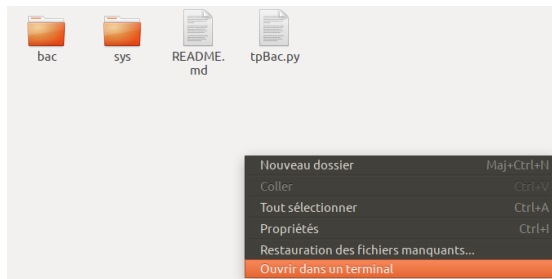 bac
sys
README.
md
tpBac.py
Nouveau dossier Maj+Ctrl+N
Coller Ctrl+V
Tout sélectionner Ctrl+A
Propriétés Ctrl+I
Restauration des fichiers manquants...
Ouvrir dans un terminal